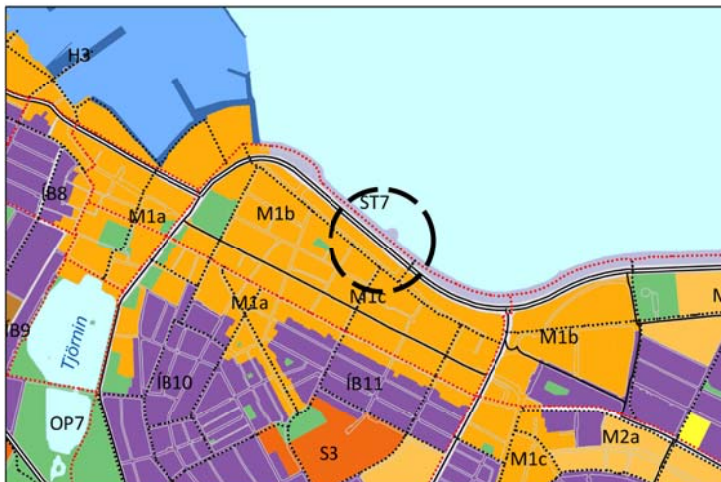 H3
ÍB8
M1a
M1b
ST7
M1a
M1c
M1b
M
ÍB9
Tjörnin
ÍB10
ÍB11
OP7
S3
M1c
M2a